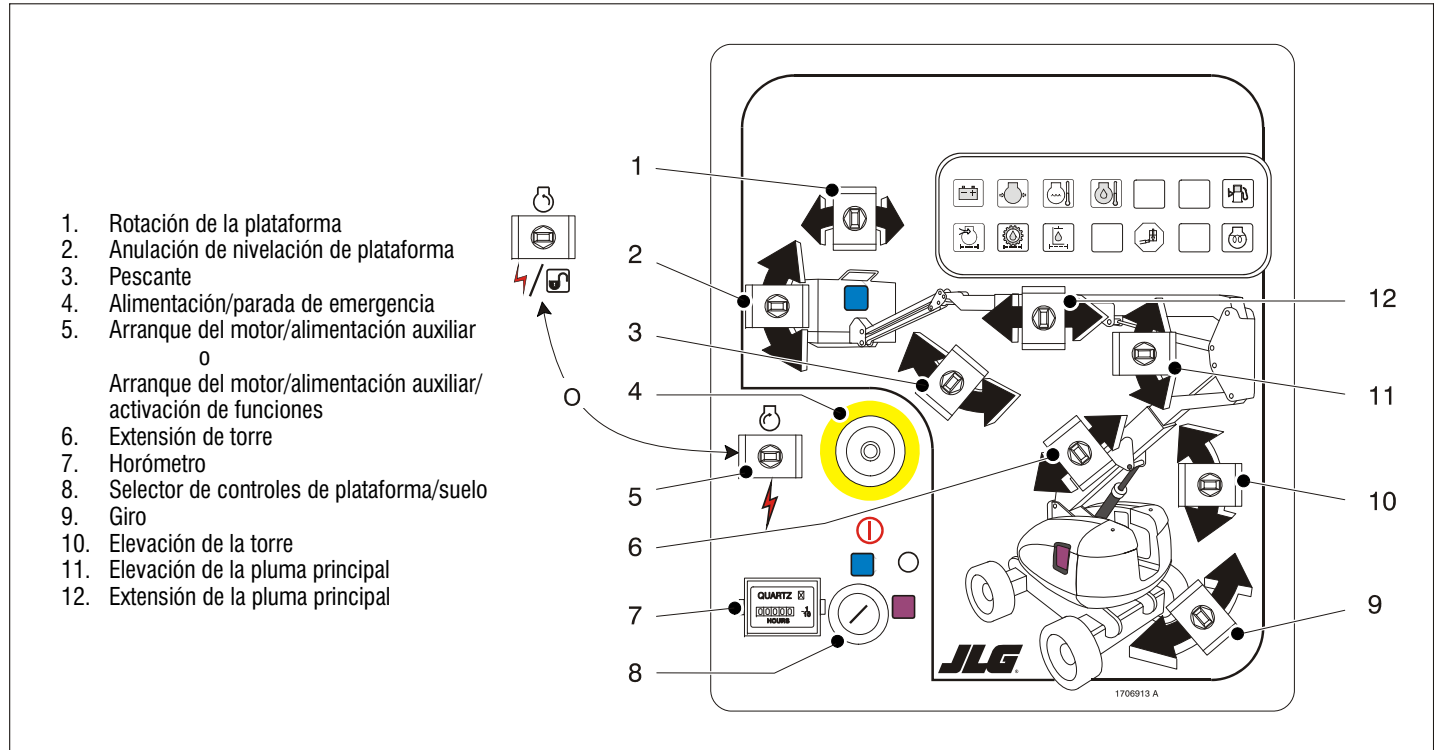 1. Rotación de la plataforma
2. Anulación de nivelación de plataforma
3. Pescante
4. Alimentación/parada de emergencia
5. Arranque del motor/alimentación auxiliar
o
Arranque del motor/alimentación auxiliar/
activación de funciones
6. Extensión de torre
7. Horómetro
8. Selector de controles de plataforma/suelo
9. Giro
10. Elevación de la torre
11. Elevación de la pluma principal
12. Extensión de la pluma principal
O
1
2
3
4
5
6
7
8
12
11
10
9
QUARTZ
00000 1/10
HOURS
JLG
1706913 A